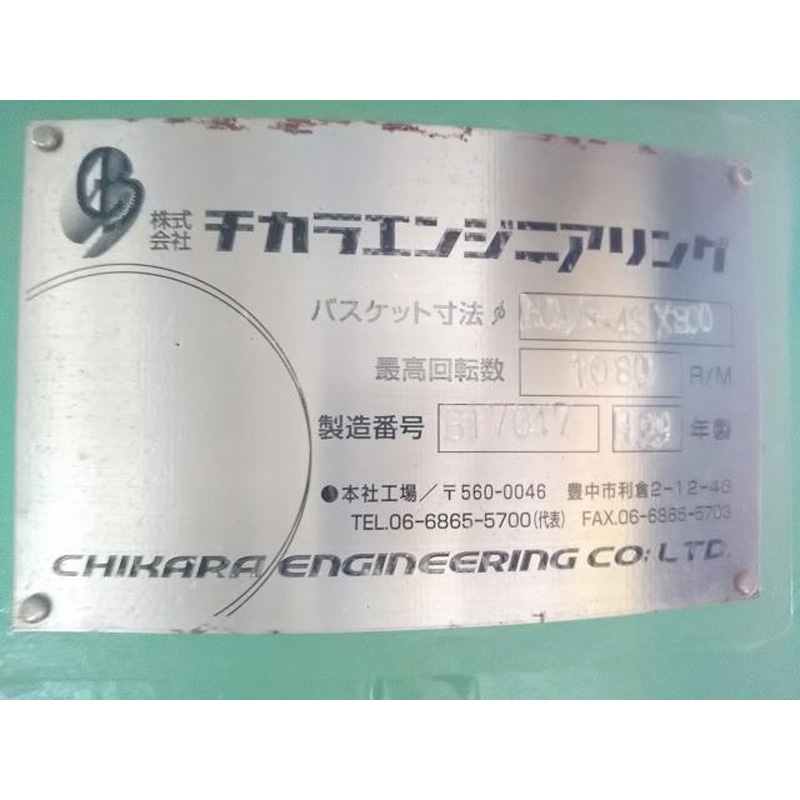 株式会社 チカラエンジニアリング
バスケット寸法 φ X800
最高回転数 1080 R/M
製造番号 BT7047 年製
●本社工場/〒560-0046 豊中市利倉2-12-48
TEL.06-6865-5700(代表) FAX.06-6865-5703
CHIKARA ENGINEERING CO: LTD.